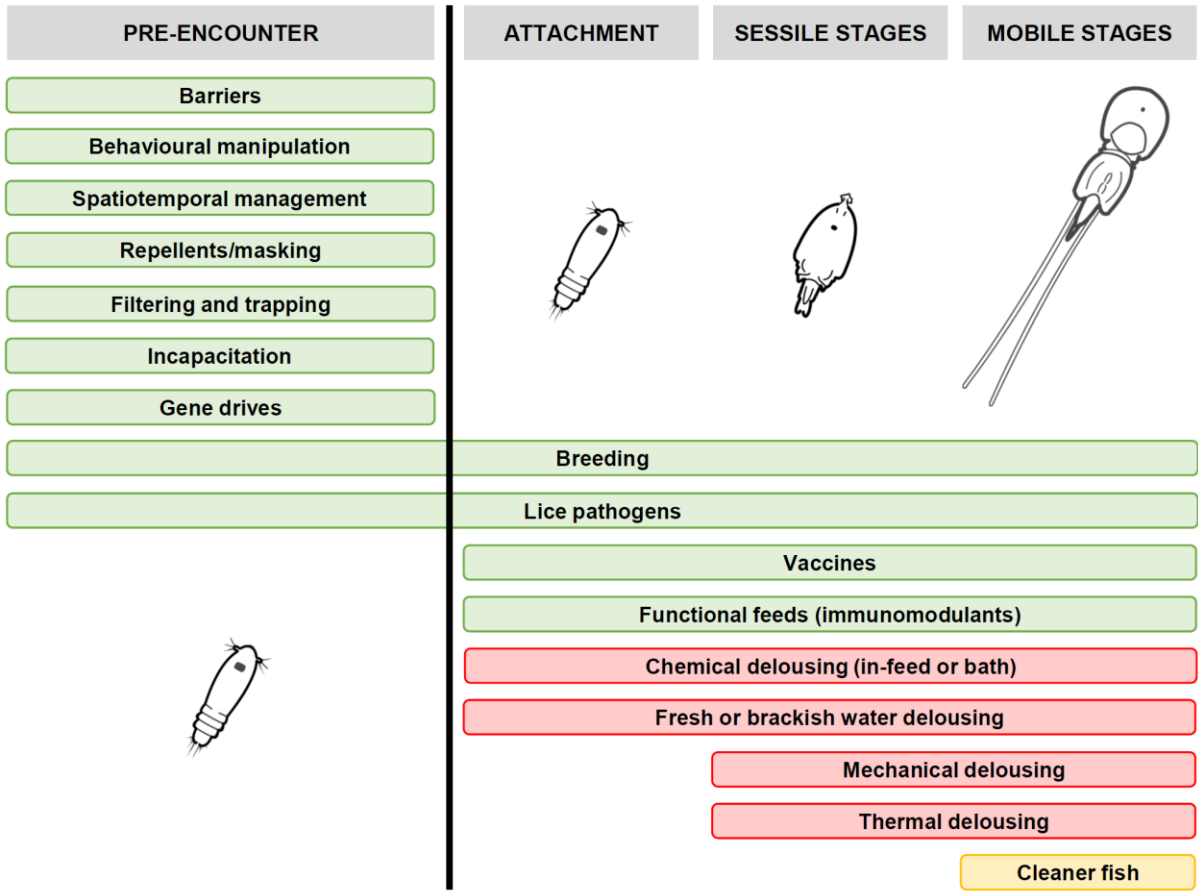 PRE-ENCOUNTER
ATTACHMENT
SESSILE STAGES
MOBILE STAGES
Barriers
Behavioural manipulation
Spatiotemporal management
Repellents/masking
Filtering and trapping
Incapacitation
Gene drives
Breeding
Lice pathogens
Vaccines
Functional feeds (immunomodulants)
Chemical delousing (in-feed or bath)
Fresh or brackish water delousing
Mechanical delousing
Thermal delousing
Cleaner fish